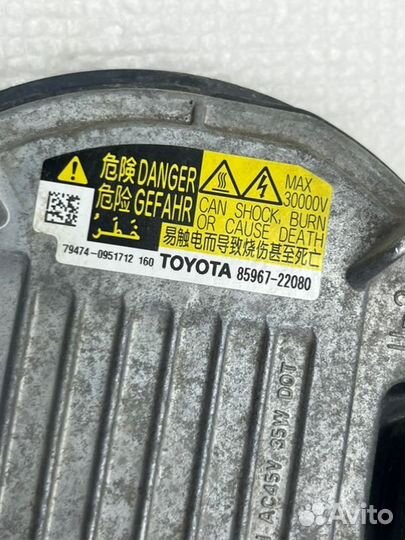 危険 DANGER
危险 GEFAHR
خطر
MAX
30000V
CAN SHOCK, BURN
OR CAUSE DEATH
易触电而导致烧伤甚至死亡
79474-0951712 160 TOYOTA 85967-22080
AC45V 35W DOT
Avito